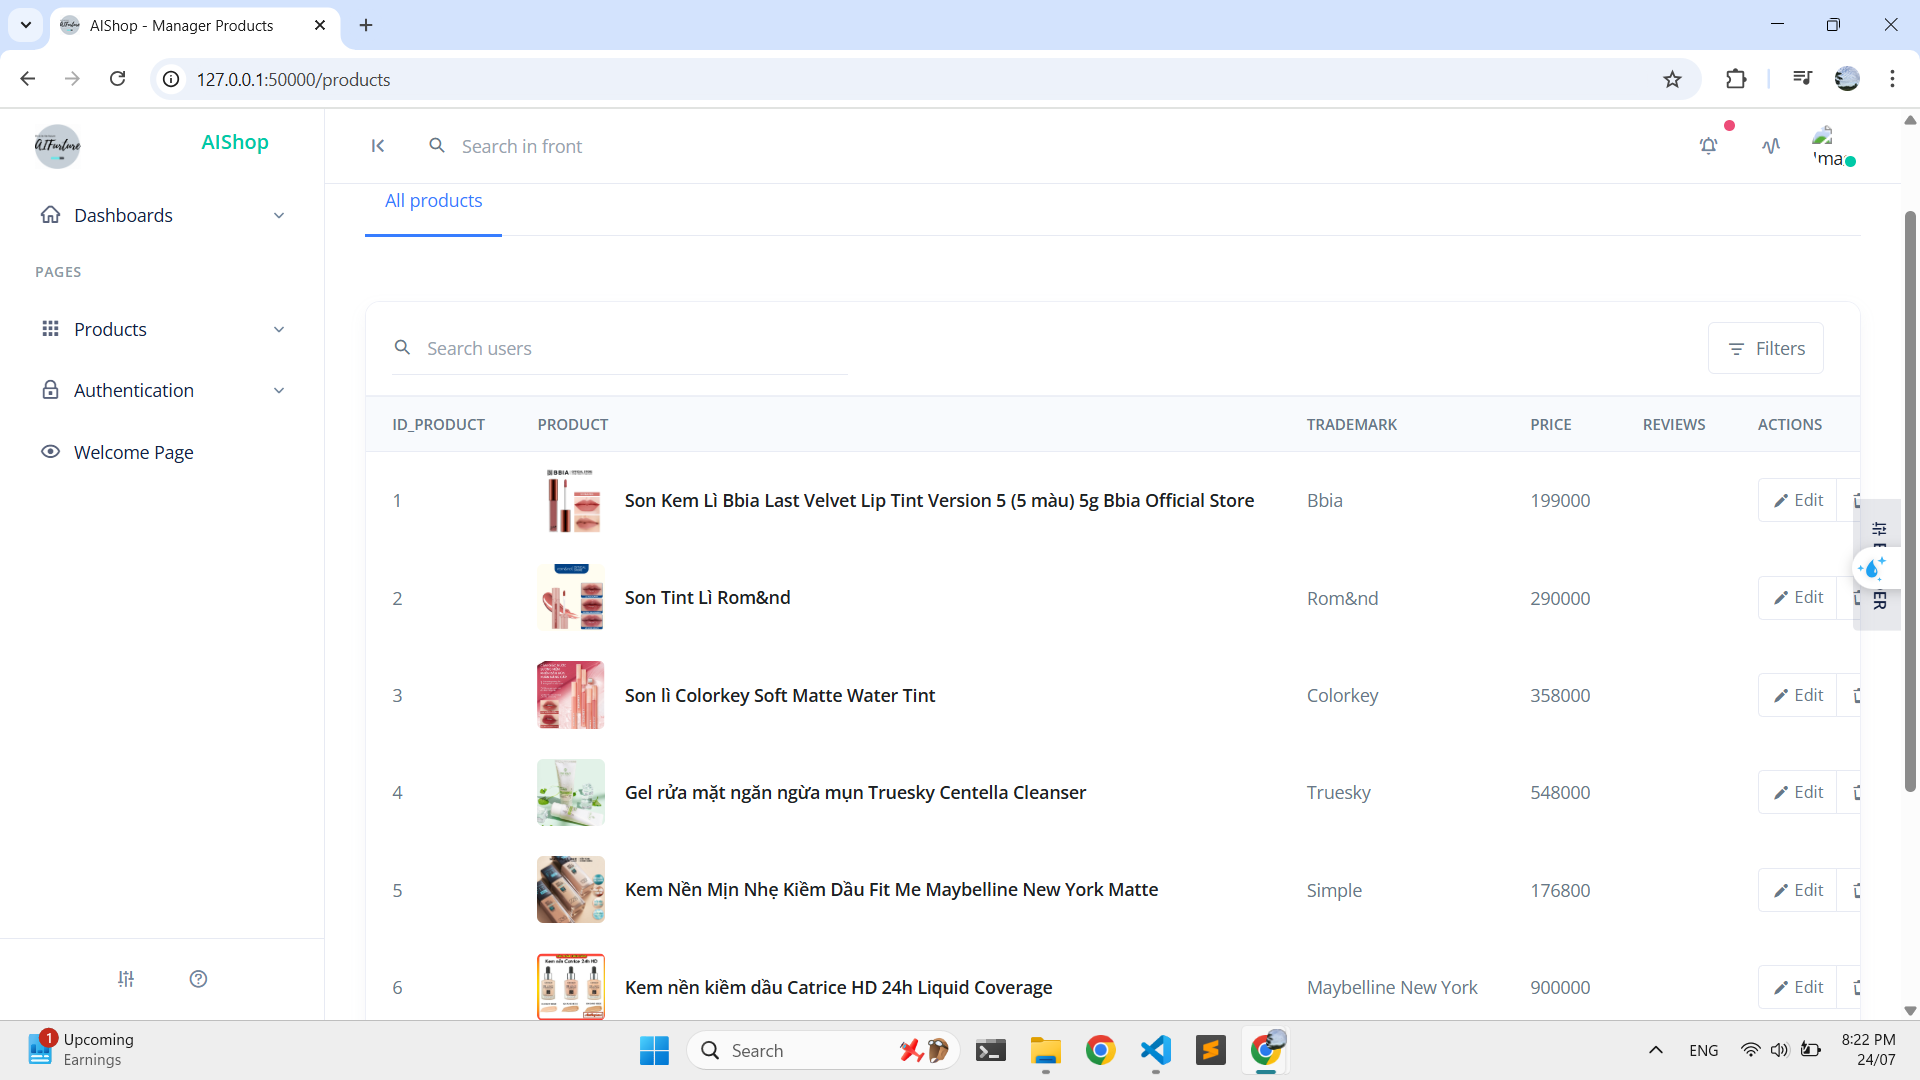 AIShop - Manager Products
127.0.0.1:50000/products
AIShop
Search in front
Dashboards
All products
PAGES
Products
Authentication
Welcome Page
Search users
Filters
ID_PRODUCT PRODUCT TRADEMARK PRICE REVIEWS ACTIONS
1 Son Kem Lì Bbia Last Velvet Lip Tint Version 5 (5 màu) 5g Bbia Official Store Bbia 199000 Edit
2 Son Tint Lì Rom&nd Rom&nd 290000 Edit
3 Son lì Colorkey Soft Matte Water Tint Colorkey 358000 Edit
4 Gel rửa mặt ngăn ngừa mụn Truesky Centella Cleanser Truesky 548000 Edit
5 Kem Nền Mịn Nhẹ Kiềm Dầu Fit Me Maybelline New York Matte Simple 176800 Edit
6 Kem nền kiềm dầu Catrice HD 24h Liquid Coverage Maybelline New York 900000 Edit
1 Upcoming
Earnings
Search
ENG
8:22 PM
24/07